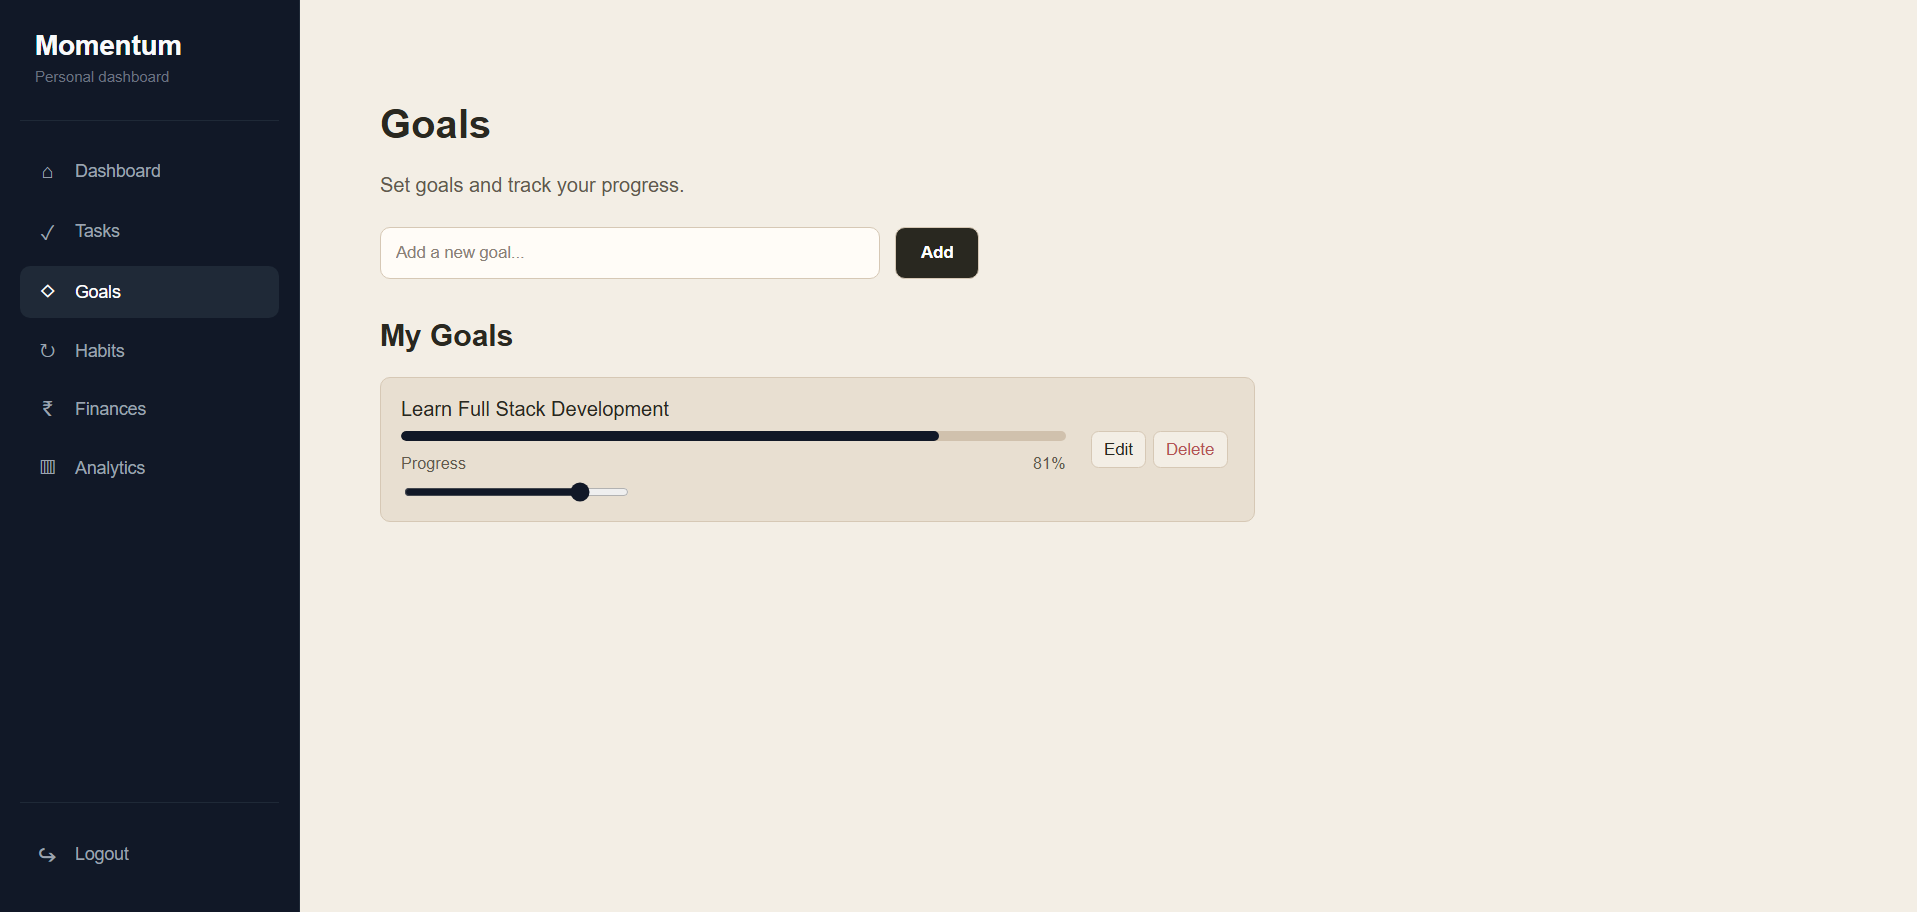 Momentum
Personal dashboard
Dashboard
Tasks
Goals
Habits
₹ Finances
Analytics
Logout
Goals
Set goals and track your progress.
Add a new goal... Add
My Goals
Learn Full Stack Development
Edit Delete
Progress 81%